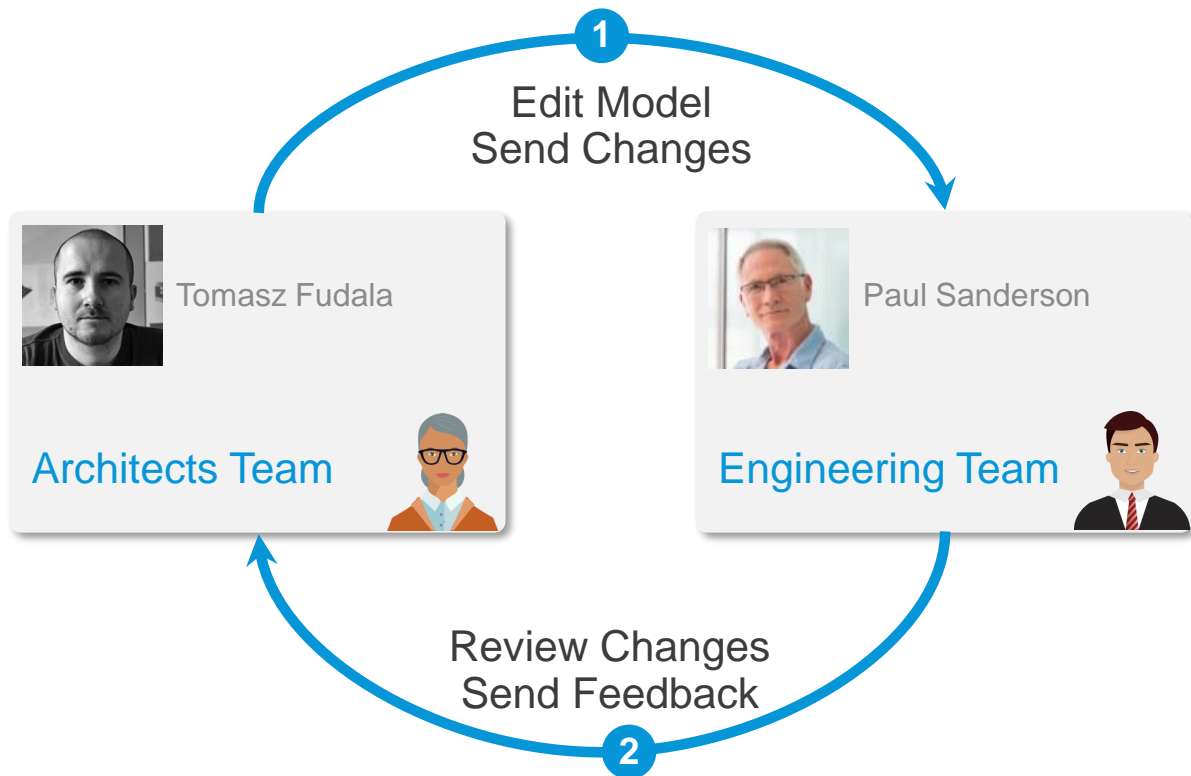 1
Edit Model
Send Changes
Tomasz Fudala
Paul Sanderson
Architects Team
Engineering Team
Review Changes
Send Feedback
2